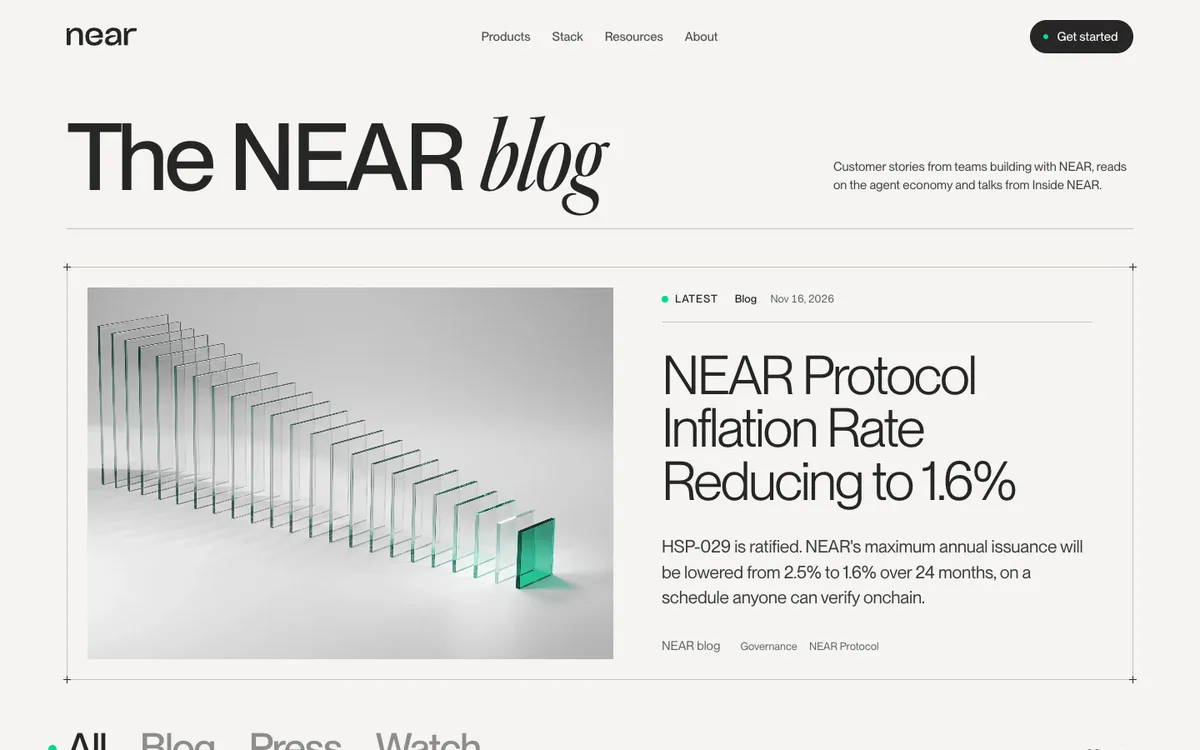 near
Products Stack Resources About
Get started
The NEAR blog
Customer stories from teams building with NEAR, reads
on the agent economy and talks from Inside NEAR.
LATEST Blog Nov 16, 2026
NEAR Protocol
Inflation Rate
Reducing to 1.6%
HSP-029 is ratified. NEAR's maximum annual issuance will
be lowered from 2.5% to 1.6% over 24 months, on a
schedule anyone can verify onchain.
NEAR blog Governance NEAR Protocol
All Blog Press Watch